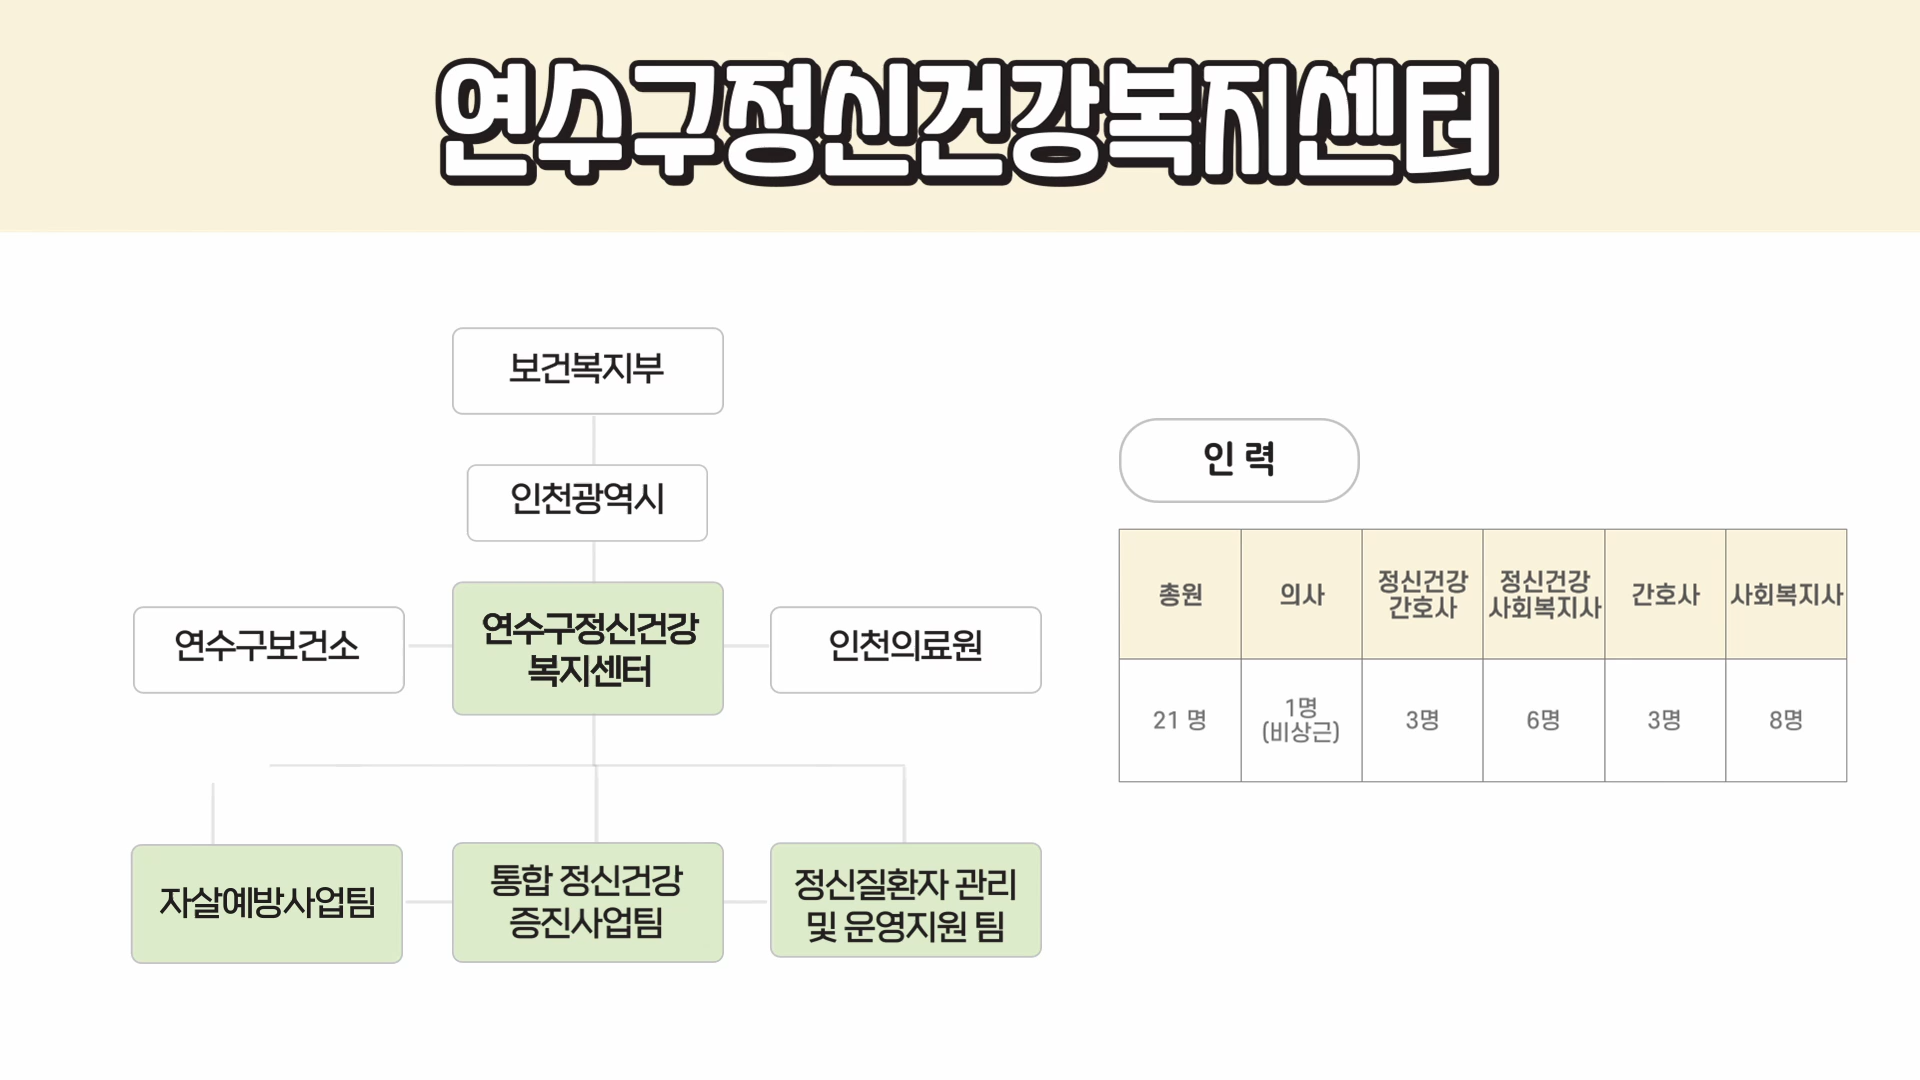 연수구정신건강복지센터
보건복지부
인천광역시
연수구보건소
연수구정신건강
복지센터
인천의료원
자살예방사업팀
통합 정신건강
증진사업팀
정신질환자 관리
및 운영지원 팀
인 력
총원
의사
정신건강
간호사
정신건강
사회복지사
간호사
사회복지사
21 명
1명
(비상근)
3명
6명
3명
8명